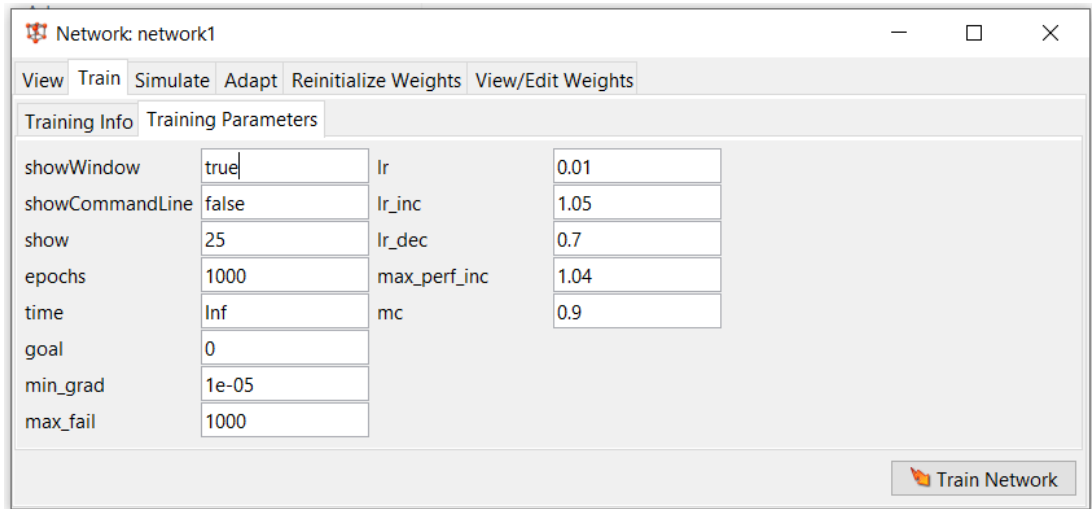 Network: network1
View Train Simulate Adapt Reinitialize Weights View/Edit Weights
Training Info Training Parameters
showWindow true lr 0.01
showCommandLine false lr_inc 1.05
show 25 lr_dec 0.7
epochs 1000 max_perf_inc 1.04
time Inf mc 0.9
goal 0
min_grad 1e-05
max_fail 1000
Train Network